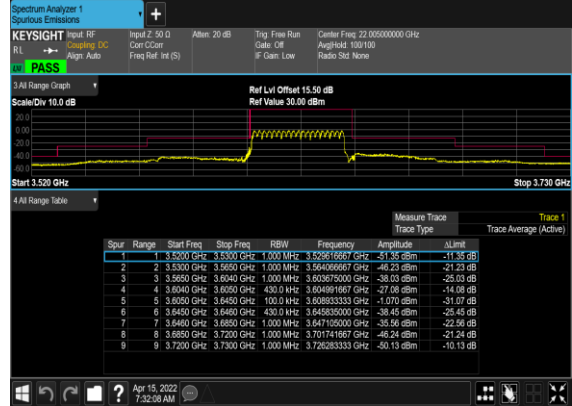 Spectrum Analyzer 1
Spurious Emissions
+
KEYSIGHT Input: RF Input Z: 50 Ω Atten: 20 dB Trig: Free Run Center Freq: 22.005000000 GHz
RL Coupling: DC Corr CCorr Gate: Off Avg|Hold: 100/100
Align: Auto Freq Ref: Int (S) IF Gain: Low Radio Std: None
LW PASS
3 All Range Graph
Ref Lvl Offset 15.50 dB
Scale/Div 10.0 dB Ref Value 30.00 dBm
20.0
0.00
-20.0
-40.0
-60.0
Start 3.520 GHz Stop 3.730 GHz
4 All Range Table
Measure Trace Trace 1
Trace Type Trace Average (Active)
Spur Range Start Freq Stop Freq RBW Frequency Amplitude ΔLimit
1 1 3.5200 GHz 3.5300 GHz 1.000 MHz 3.529616667 GHz -51.35 dBm -11.35 dB
2 2 3.5300 GHz 3.5650 GHz 1.000 MHz 3.564066667 GHz -46.23 dBm -21.23 dB
3 3 3.5650 GHz 3.6040 GHz 1.000 MHz 3.603675000 GHz -38.03 dBm -25.03 dB
4 4 3.6040 GHz 3.6050 GHz 430.0 kHz 3.604991667 GHz -27.08 dBm -14.08 dB
5 5 3.6050 GHz 3.6450 GHz 100.0 kHz 3.608933333 GHz -1.070 dBm -31.07 dB
6 6 3.6450 GHz 3.6460 GHz 430.0 kHz 3.645835000 GHz -38.45 dBm -25.45 dB
7 7 3.6460 GHz 3.6850 GHz 1.000 MHz 3.647105000 GHz -35.56 dBm -22.56 dB
8 8 3.6850 GHz 3.7200 GHz 1.000 MHz 3.701741667 GHz -46.24 dBm -21.24 dB
9 9 3.7200 GHz 3.7300 GHz 1.000 MHz 3.726283333 GHz -50.13 dBm -10.13 dB
? Apr 15, 2022
7:32:08 AM